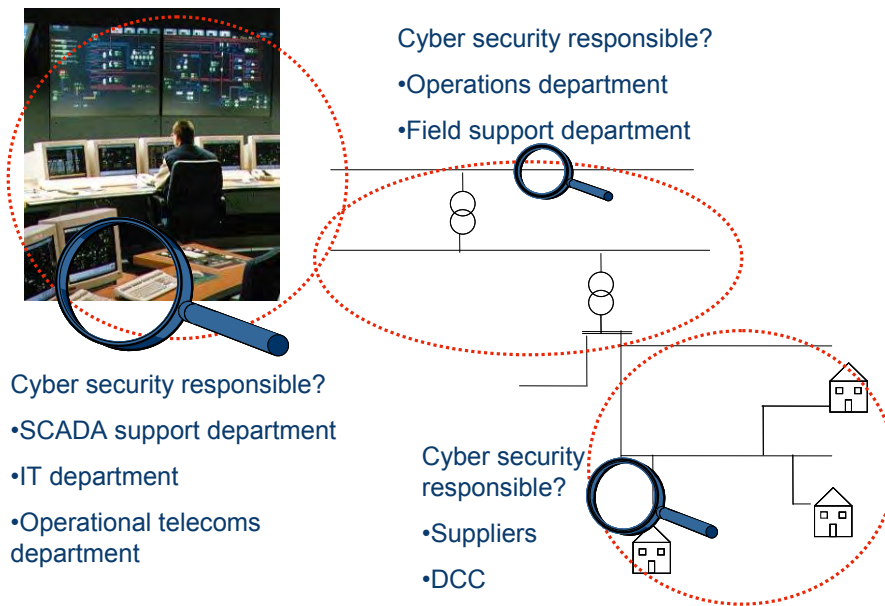 Cyber security responsible?
•Operations department
•Field support department
Cyber security responsible?
•SCADA support department
•IT department
•Operational telecoms
department
Cyber security
responsible?
•Suppliers
•DCC